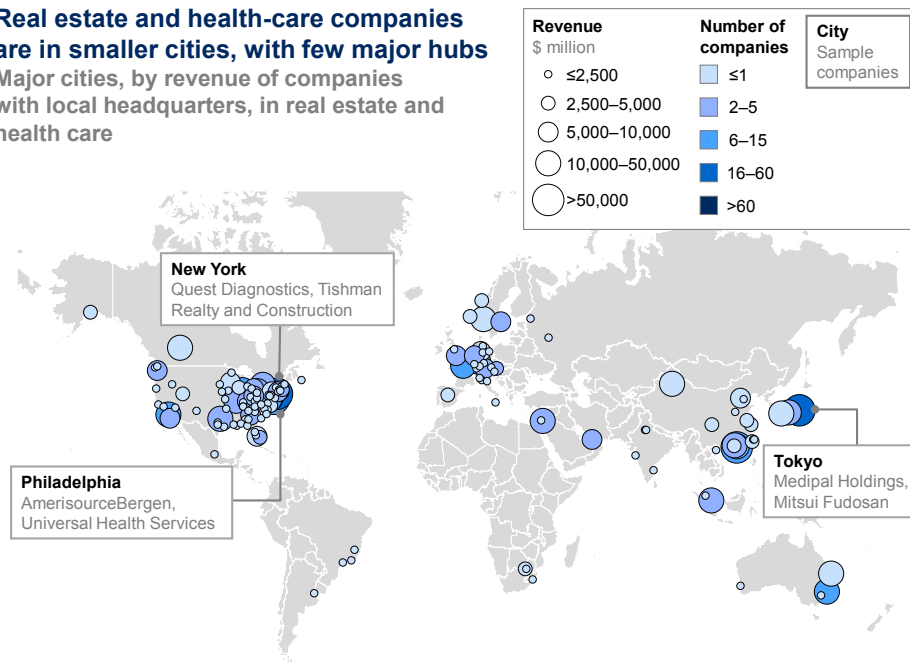 Real estate and health-care companies
are in smaller cities, with few major hubs
Major cities, by revenue of companies
with local headquarters, in real estate and
health care
Revenue
$ million
≤2,500
2,500–5,000
5,000–10,000
10,000–50,000
>50,000
Number of
companies
≤1
2–5
6–15
16–60
>60
City
Sample
companies
New York
Quest Diagnostics, Tishman
Realty and Construction
Philadelphia
AmerisourceBergen,
Universal Health Services
Tokyo
Medipal Holdings,
Mitsui Fudosan